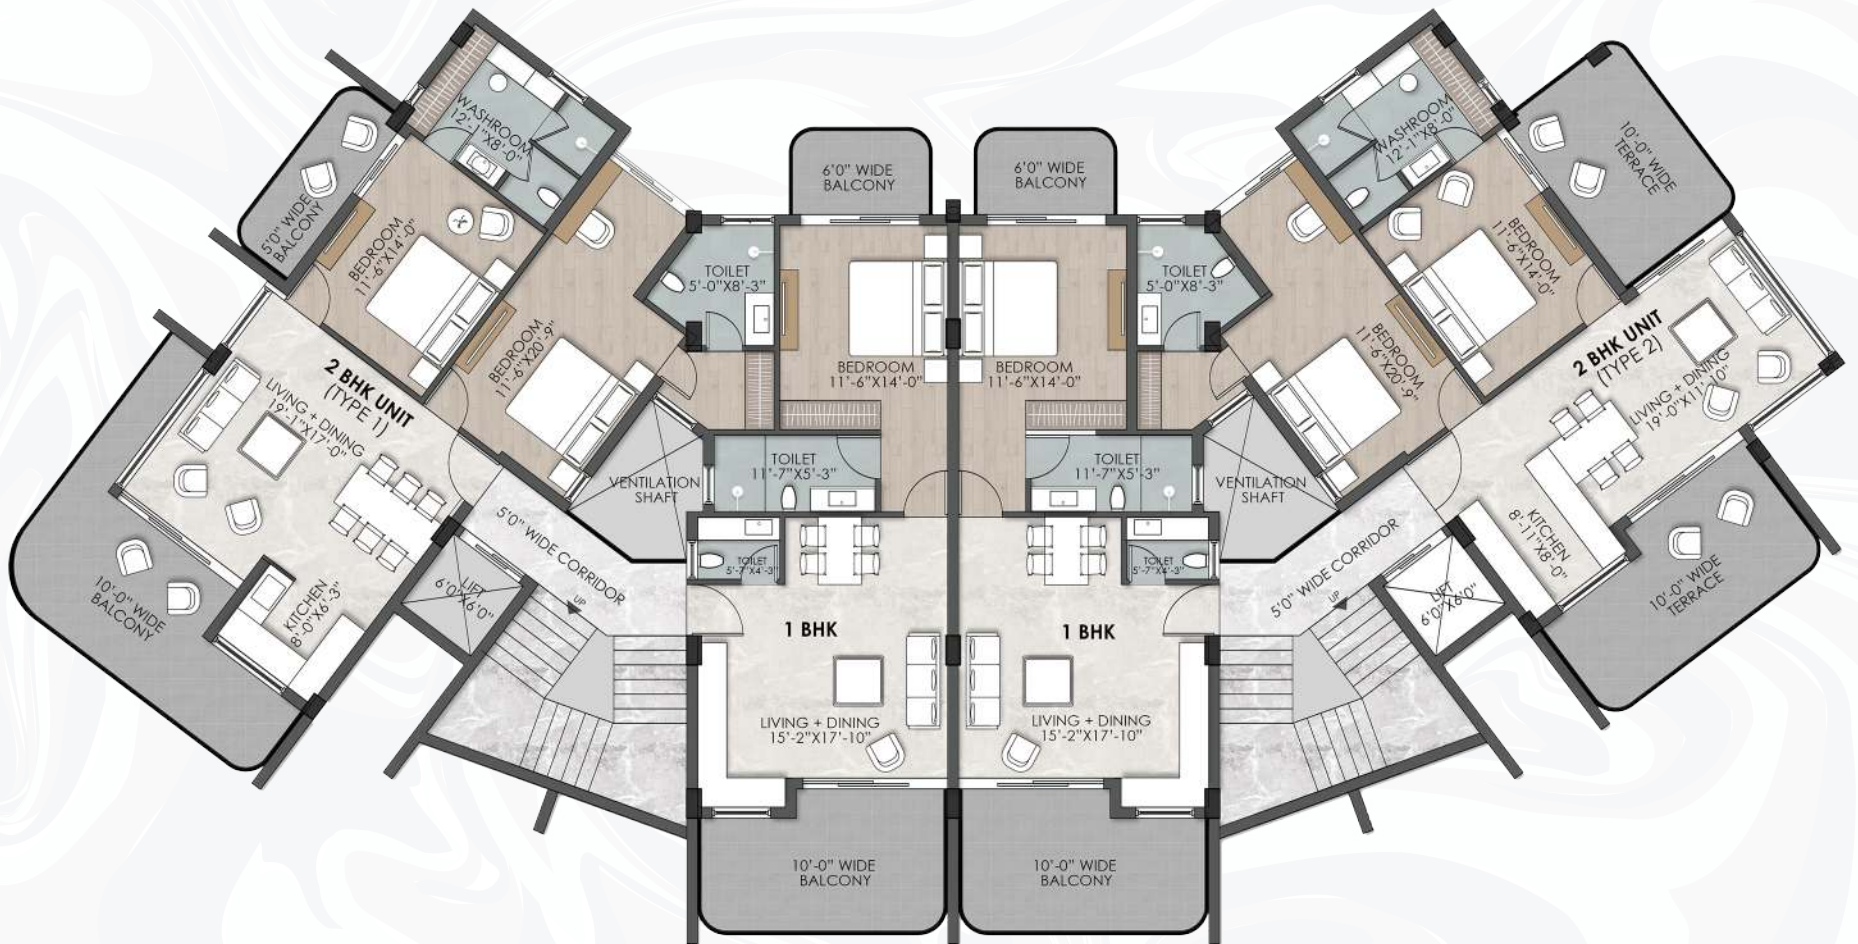 WASHROOM
12'-1"X8'-0"
5'0" WIDE
BALCONY
BEDROOM
11'-6"X14'-0"
BEDROOM
11'-6"X20'-9"
2 BHK UNIT
(TYPE 1)
LIVING + DINING
19'-1"X17'-0"
10'-0" WIDE
BALCONY
KITCHEN
8'-0"X6'-3"
LIFT
6'0"X6'0"
5'0" WIDE CORRIDOR
UP
VENTILATION
SHAFT
TOILET
5'-0"X8'-3"
6'0" WIDE
BALCONY
BEDROOM
11'-6"X14'-0"
TOILET
11'-7"X5'-3"
TOILET
5'-7"X4'-3"
1 BHK
LIVING + DINING
15'-2"X17'-10"
10'-0" WIDE
BALCONY
6'0" WIDE
BALCONY
BEDROOM
11'-6"X14'-0"
TOILET
5'-0"X8'-3"
TOILET
11'-7"X5'-3"
TOILET
5'-7"X4'-3"
1 BHK
LIVING + DINING
15'-2"X17'-10"
10'-0" WIDE
BALCONY
VENTILATION
SHAFT
5'0" WIDE CORRIDOR
UP
LIFT
6'0"X6'0"
WASHROOM
12'-1"X8'-0"
10'-0" WIDE
TERRACE
BEDROOM
11'-6"X14'-0"
BEDROOM
11'-6"X20'-9"
2 BHK UNIT
(TYPE 2)
LIVING + DINING
19'-0"X11'-10"
KITCHEN
8'-11"X8'-0"
10'-0" WIDE
TERRACE